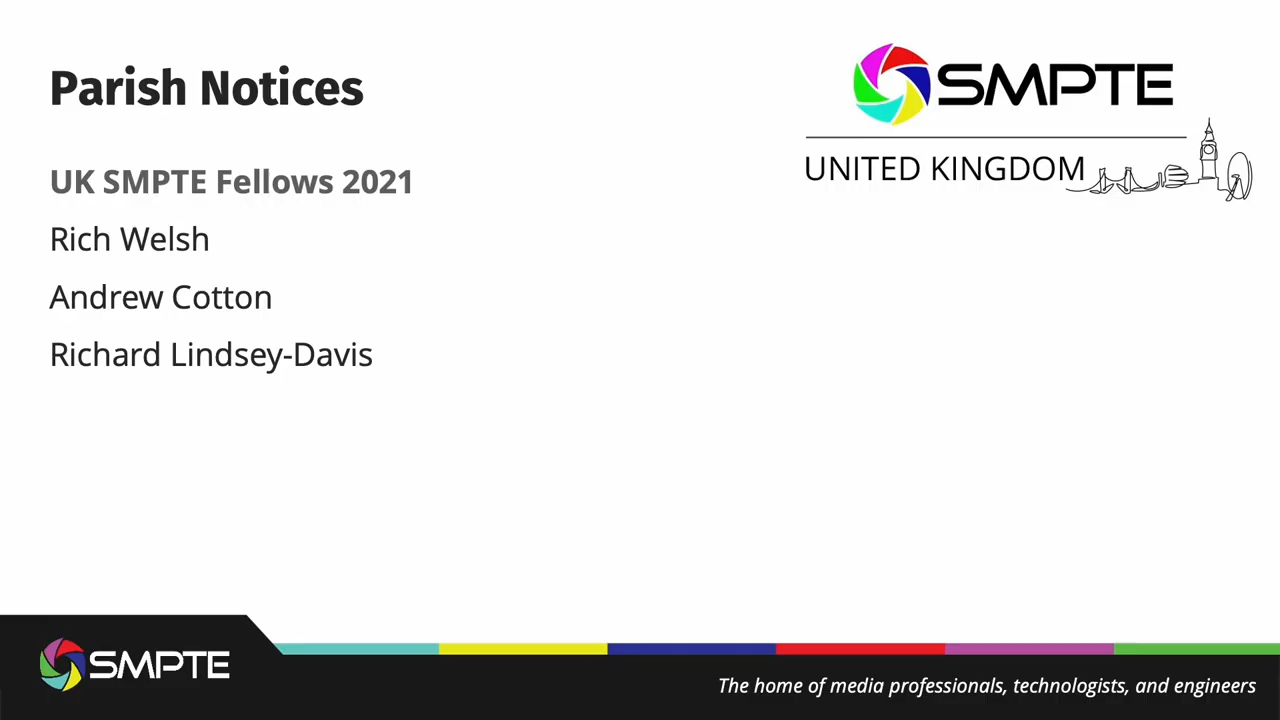 Parish Notices
SMPTE
UNITED KINGDOM
UK SMPTE Fellows 2021
Rich Welsh
Andrew Cotton
Richard Lindsey-Davis
SMPTE
The home of media professionals, technologists, and engineers